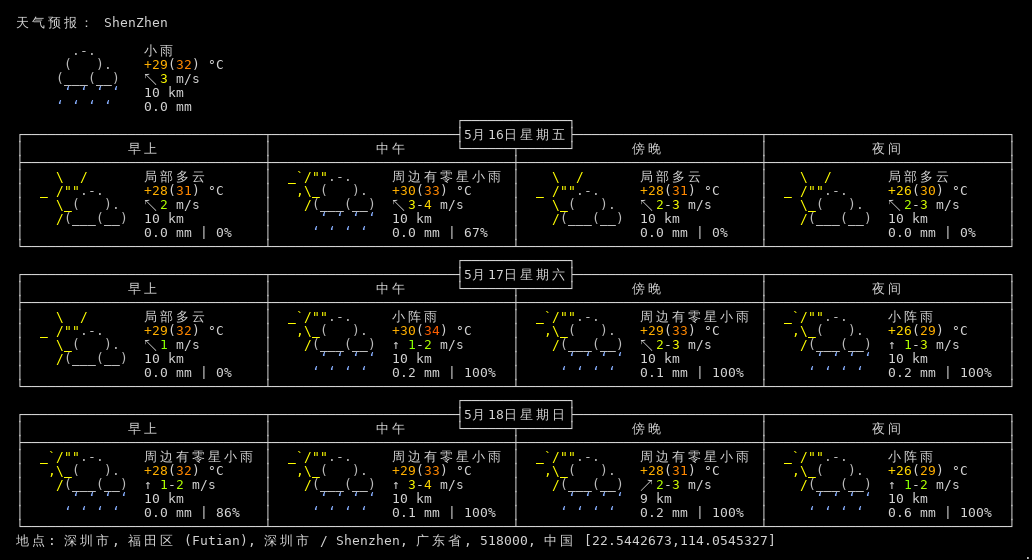 天气预报： ShenZhen
小雨
+29(32) °C
↖3 m/s
10 km
0.0 mm
5月16日星期五
早上 中午 傍晚 夜间
局部多云 周边有零星小雨 局部多云 局部多云
+28(31) °C +30(33) °C +28(31) °C +26(30) °C
↖2 m/s ↖3-4 m/s ↖2-3 m/s ↖2-3 m/s
10 km 10 km 10 km 10 km
0.0 mm | 0% 0.0 mm | 67% 0.0 mm | 0% 0.0 mm | 0%
5月17日星期六
早上 中午 傍晚 夜间
局部多云 小阵雨 周边有零星小雨 小阵雨
+29(32) °C +30(34) °C +29(33) °C +26(29) °C
↖1 m/s ↑ 1-2 m/s ↖2-3 m/s ↑ 1-3 m/s
10 km 10 km 10 km 10 km
0.0 mm | 0% 0.2 mm | 100% 0.1 mm | 100% 0.2 mm | 100%
5月18日星期日
早上 中午 傍晚 夜间
周边有零星小雨 周边有零星小雨 周边有零星小雨 小阵雨
+28(32) °C +29(33) °C +28(31) °C +26(29) °C
↑ 1-2 m/s ↑ 3-4 m/s ↗2-3 m/s ↑ 1-2 m/s
10 km 10 km 9 km 10 km
0.0 mm | 86% 0.1 mm | 100% 0.2 mm | 100% 0.6 mm | 100%
地点: 深圳市, 福田区 (Futian), 深圳市 / Shenzhen, 广东省, 518000, 中国 [22.5442673,114.0545327]